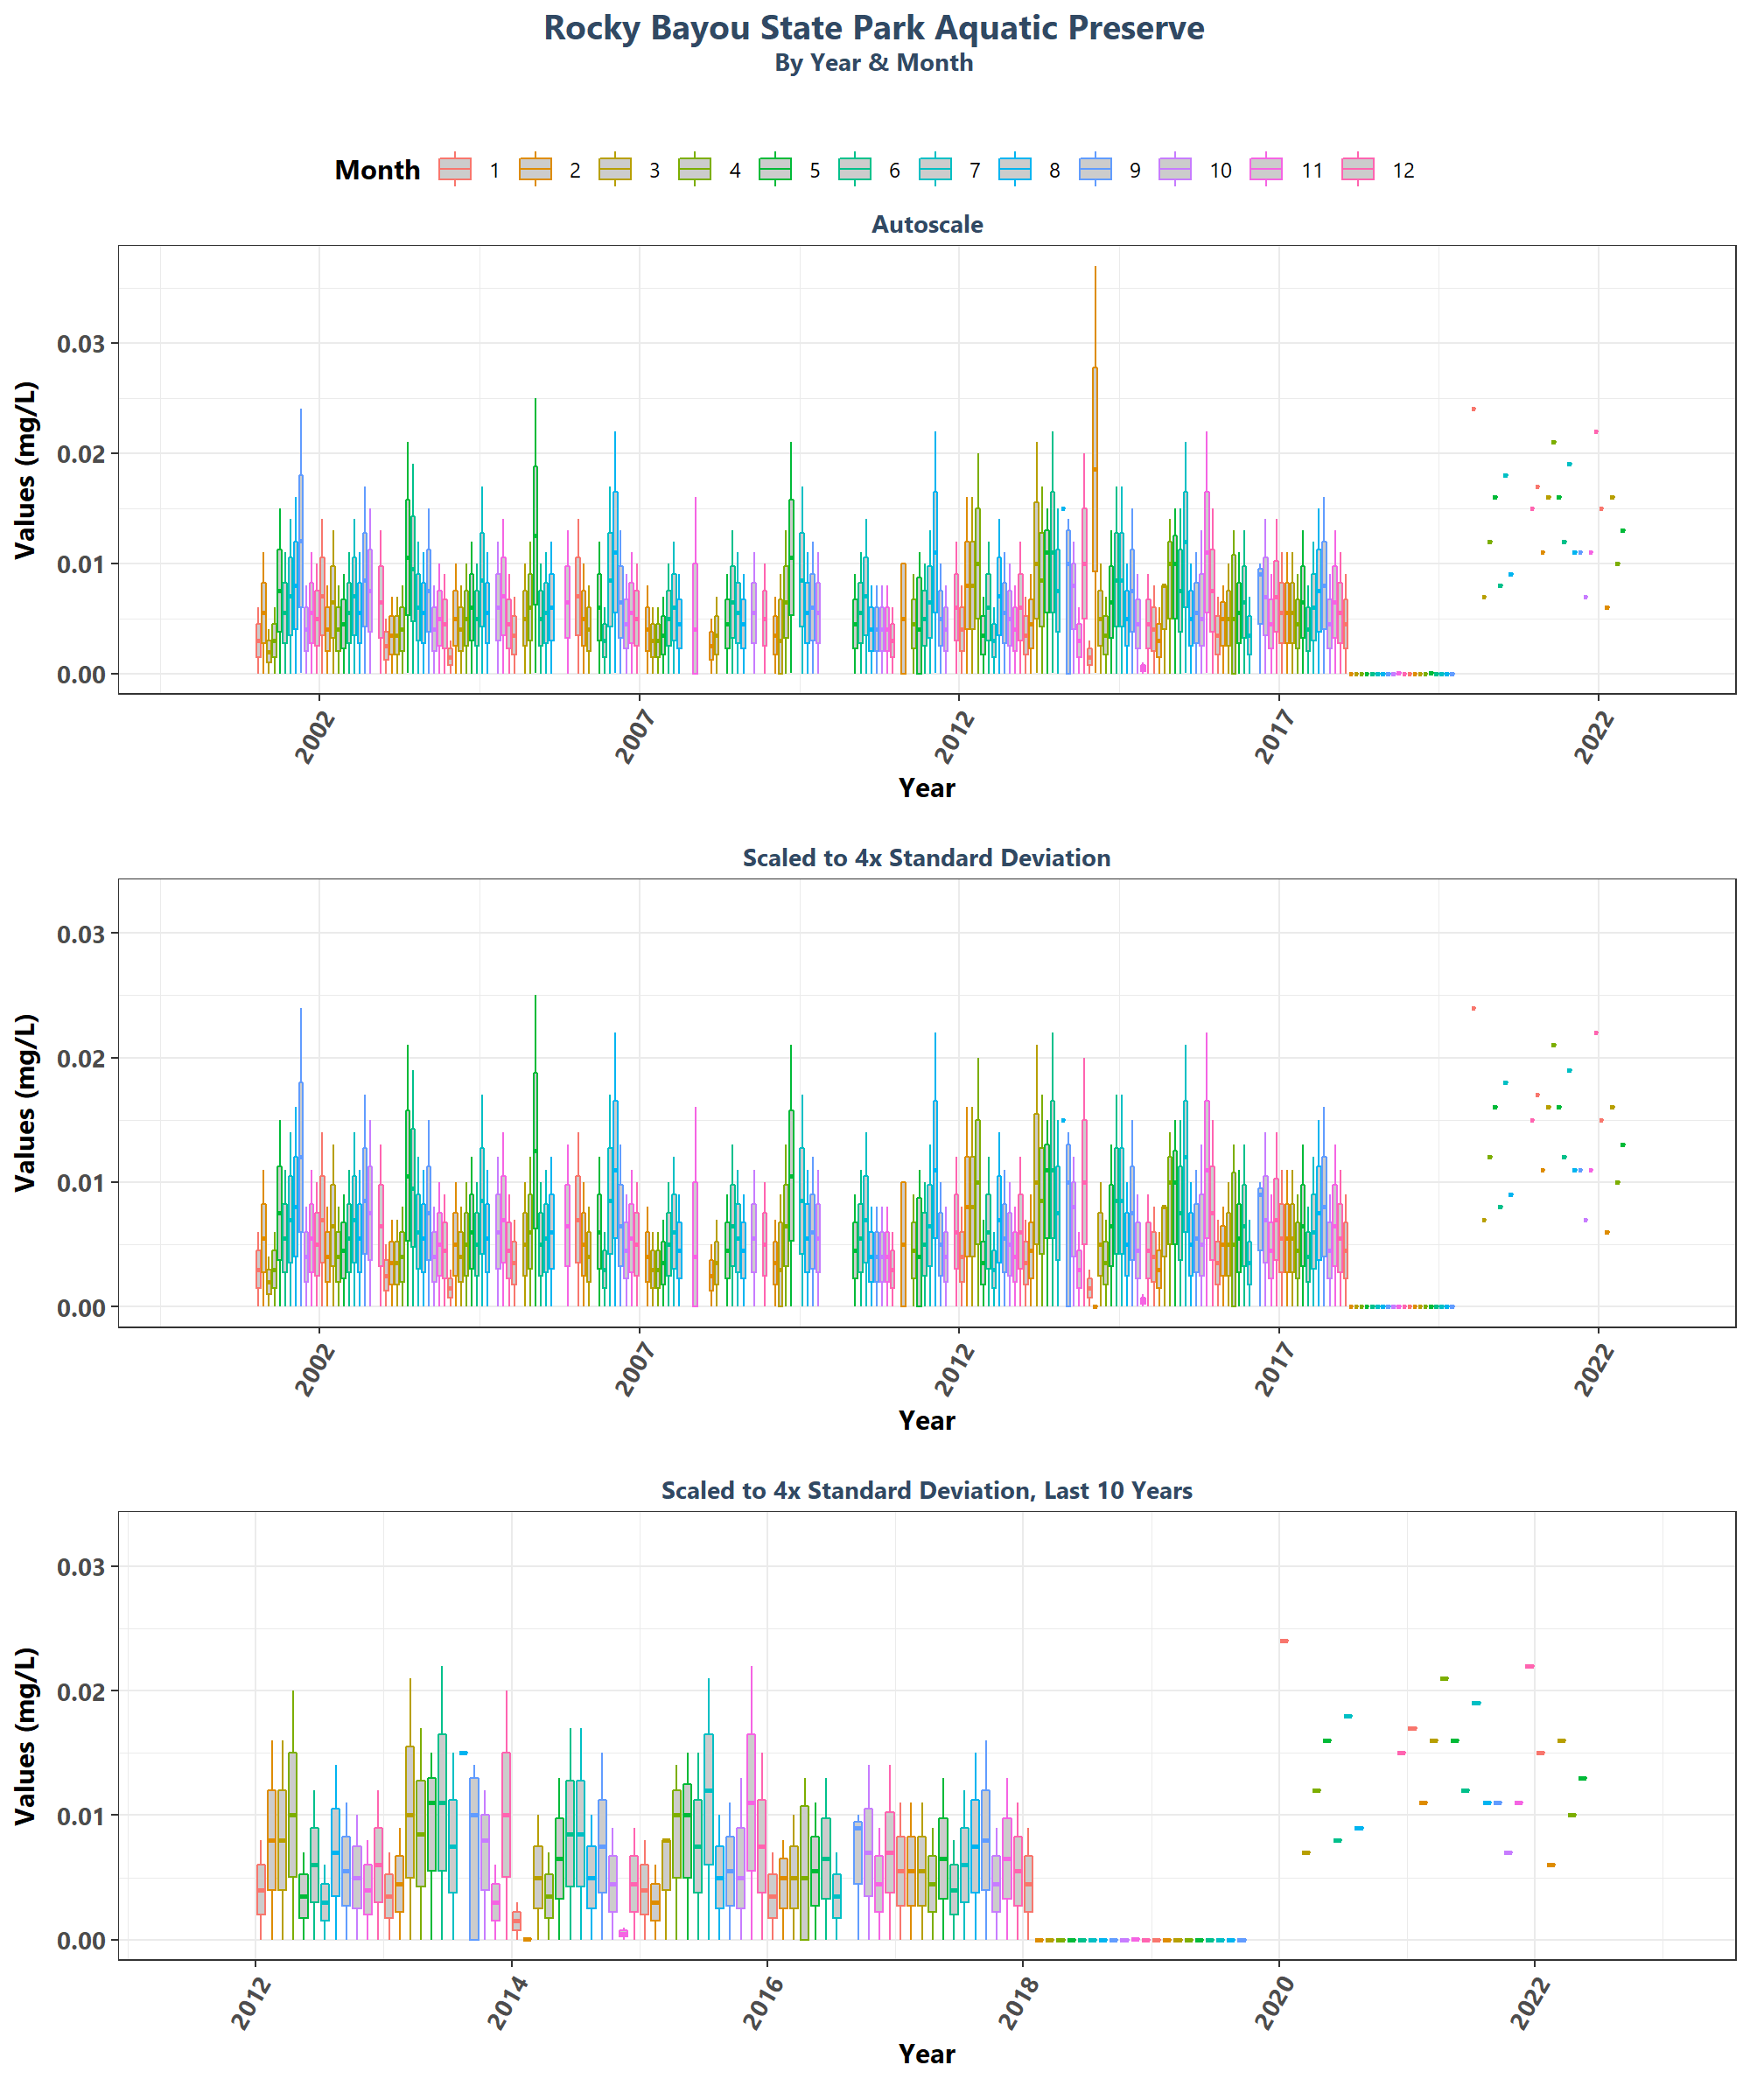 Rocky Bayou State Park Aquatic Preserve
By Year & Month
Month 1 2 3 4 5 6 7 8 9 10 11 12
Autoscale
Values (mg/L)
0.03
0.02
0.01
0.00
2002 2007 2012 2017 2022
Year
Scaled to 4x Standard Deviation
Values (mg/L)
0.03
0.02
0.01
0.00
2002 2007 2012 2017 2022
Year
Scaled to 4x Standard Deviation, Last 10 Years
Values (mg/L)
0.03
0.02
0.01
0.00
2012 2014 2016 2018 2020 2022
Year